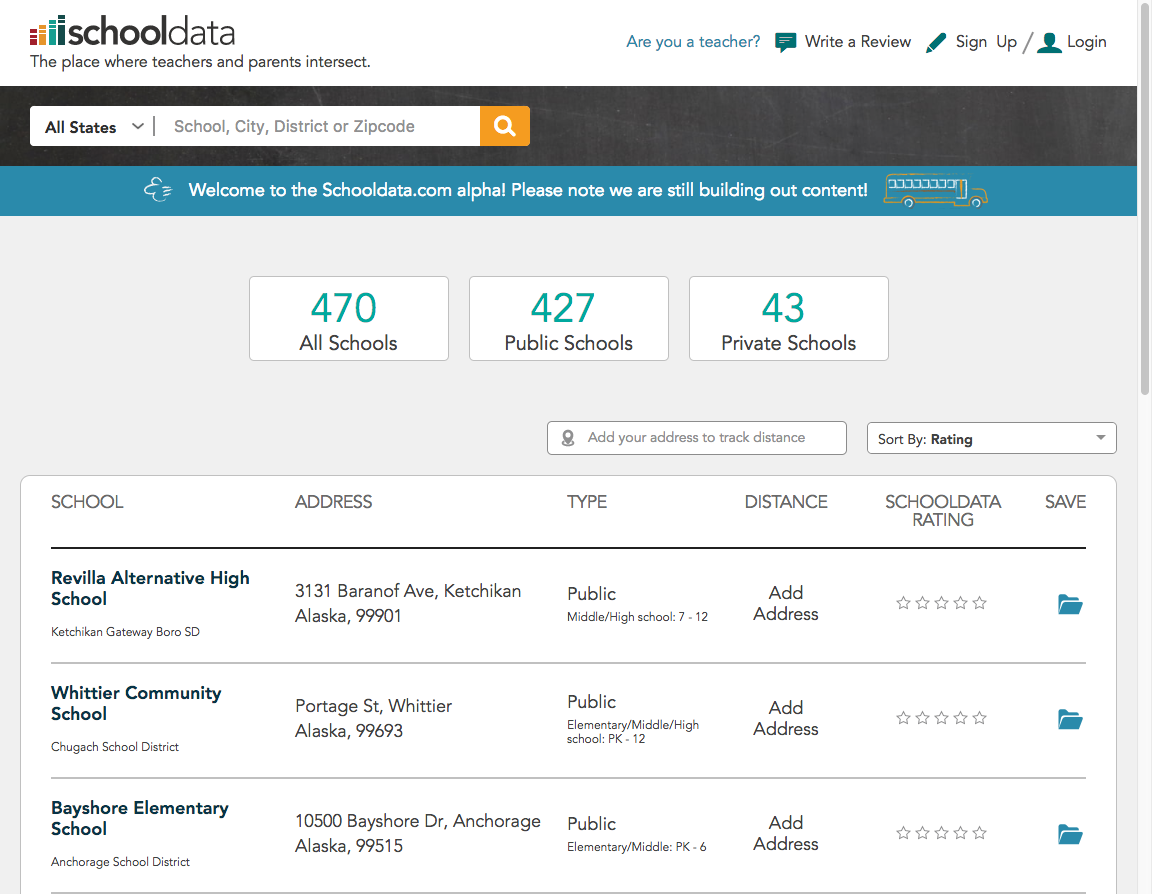 schooldata
The place where teachers and parents intersect.
Are you a teacher? Write a Review Sign Up / Login
All States School, City, District or Zipcode
Welcome to the Schooldata.com alpha! Please note we are still building out content!
470
All Schools
427
Public Schools
43
Private Schools
Add your address to track distance
Sort By: Rating
SCHOOL ADDRESS TYPE DISTANCE SCHOOLDATA SAVE
RATING
Revilla Alternative High
School
Ketchikan Gateway Boro SD
3131 Baranof Ave, Ketchikan
Alaska, 99901
Public
Middle/High school: 7 - 12
Add
Address
Whittier Community
School
Chugach School District
Portage St, Whittier
Alaska, 99693
Public
Elementary/Middle/High
school: PK - 12
Add
Address
Bayshore Elementary
School
Anchorage School District
10500 Bayshore Dr, Anchorage
Alaska, 99515
Public
Elementary/Middle: PK - 6
Add
Address